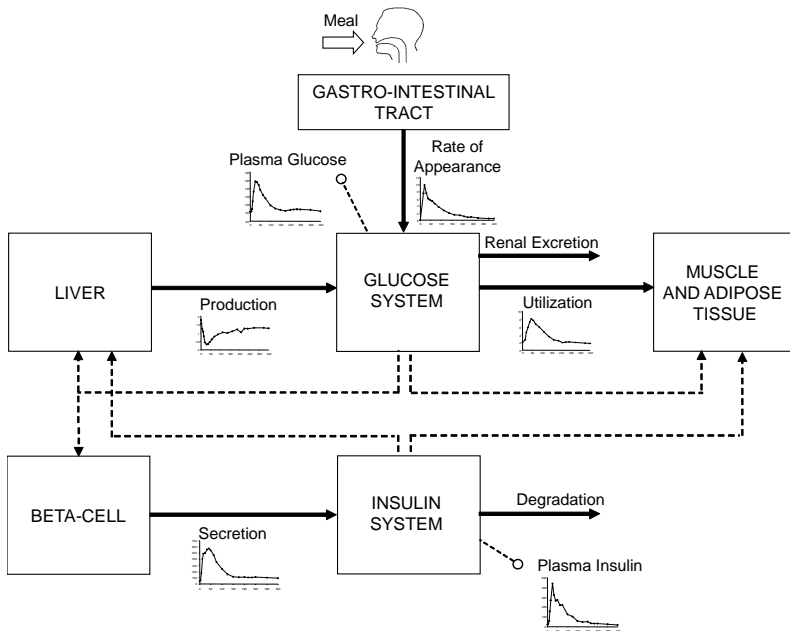 Meal
GASTRO-INTESTINAL
TRACT
Plasma Glucose
Rate of
Appearance
LIVER
Production
GLUCOSE
SYSTEM
Renal Excretion
Utilization
MUSCLE
AND ADIPOSE
TISSUE
BETA-CELL
Secretion
INSULIN
SYSTEM
Degradation
Plasma Insulin